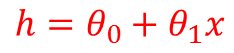 h = θ₀ + θ₁x